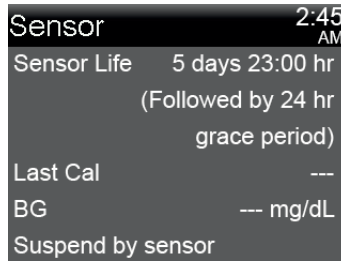 Sensor 2:45
AM
Sensor Life 5 days 23:00 hr
(Followed by 24 hr
grace period)
Last Cal ---
BG --- mg/dL
Suspend by sensor